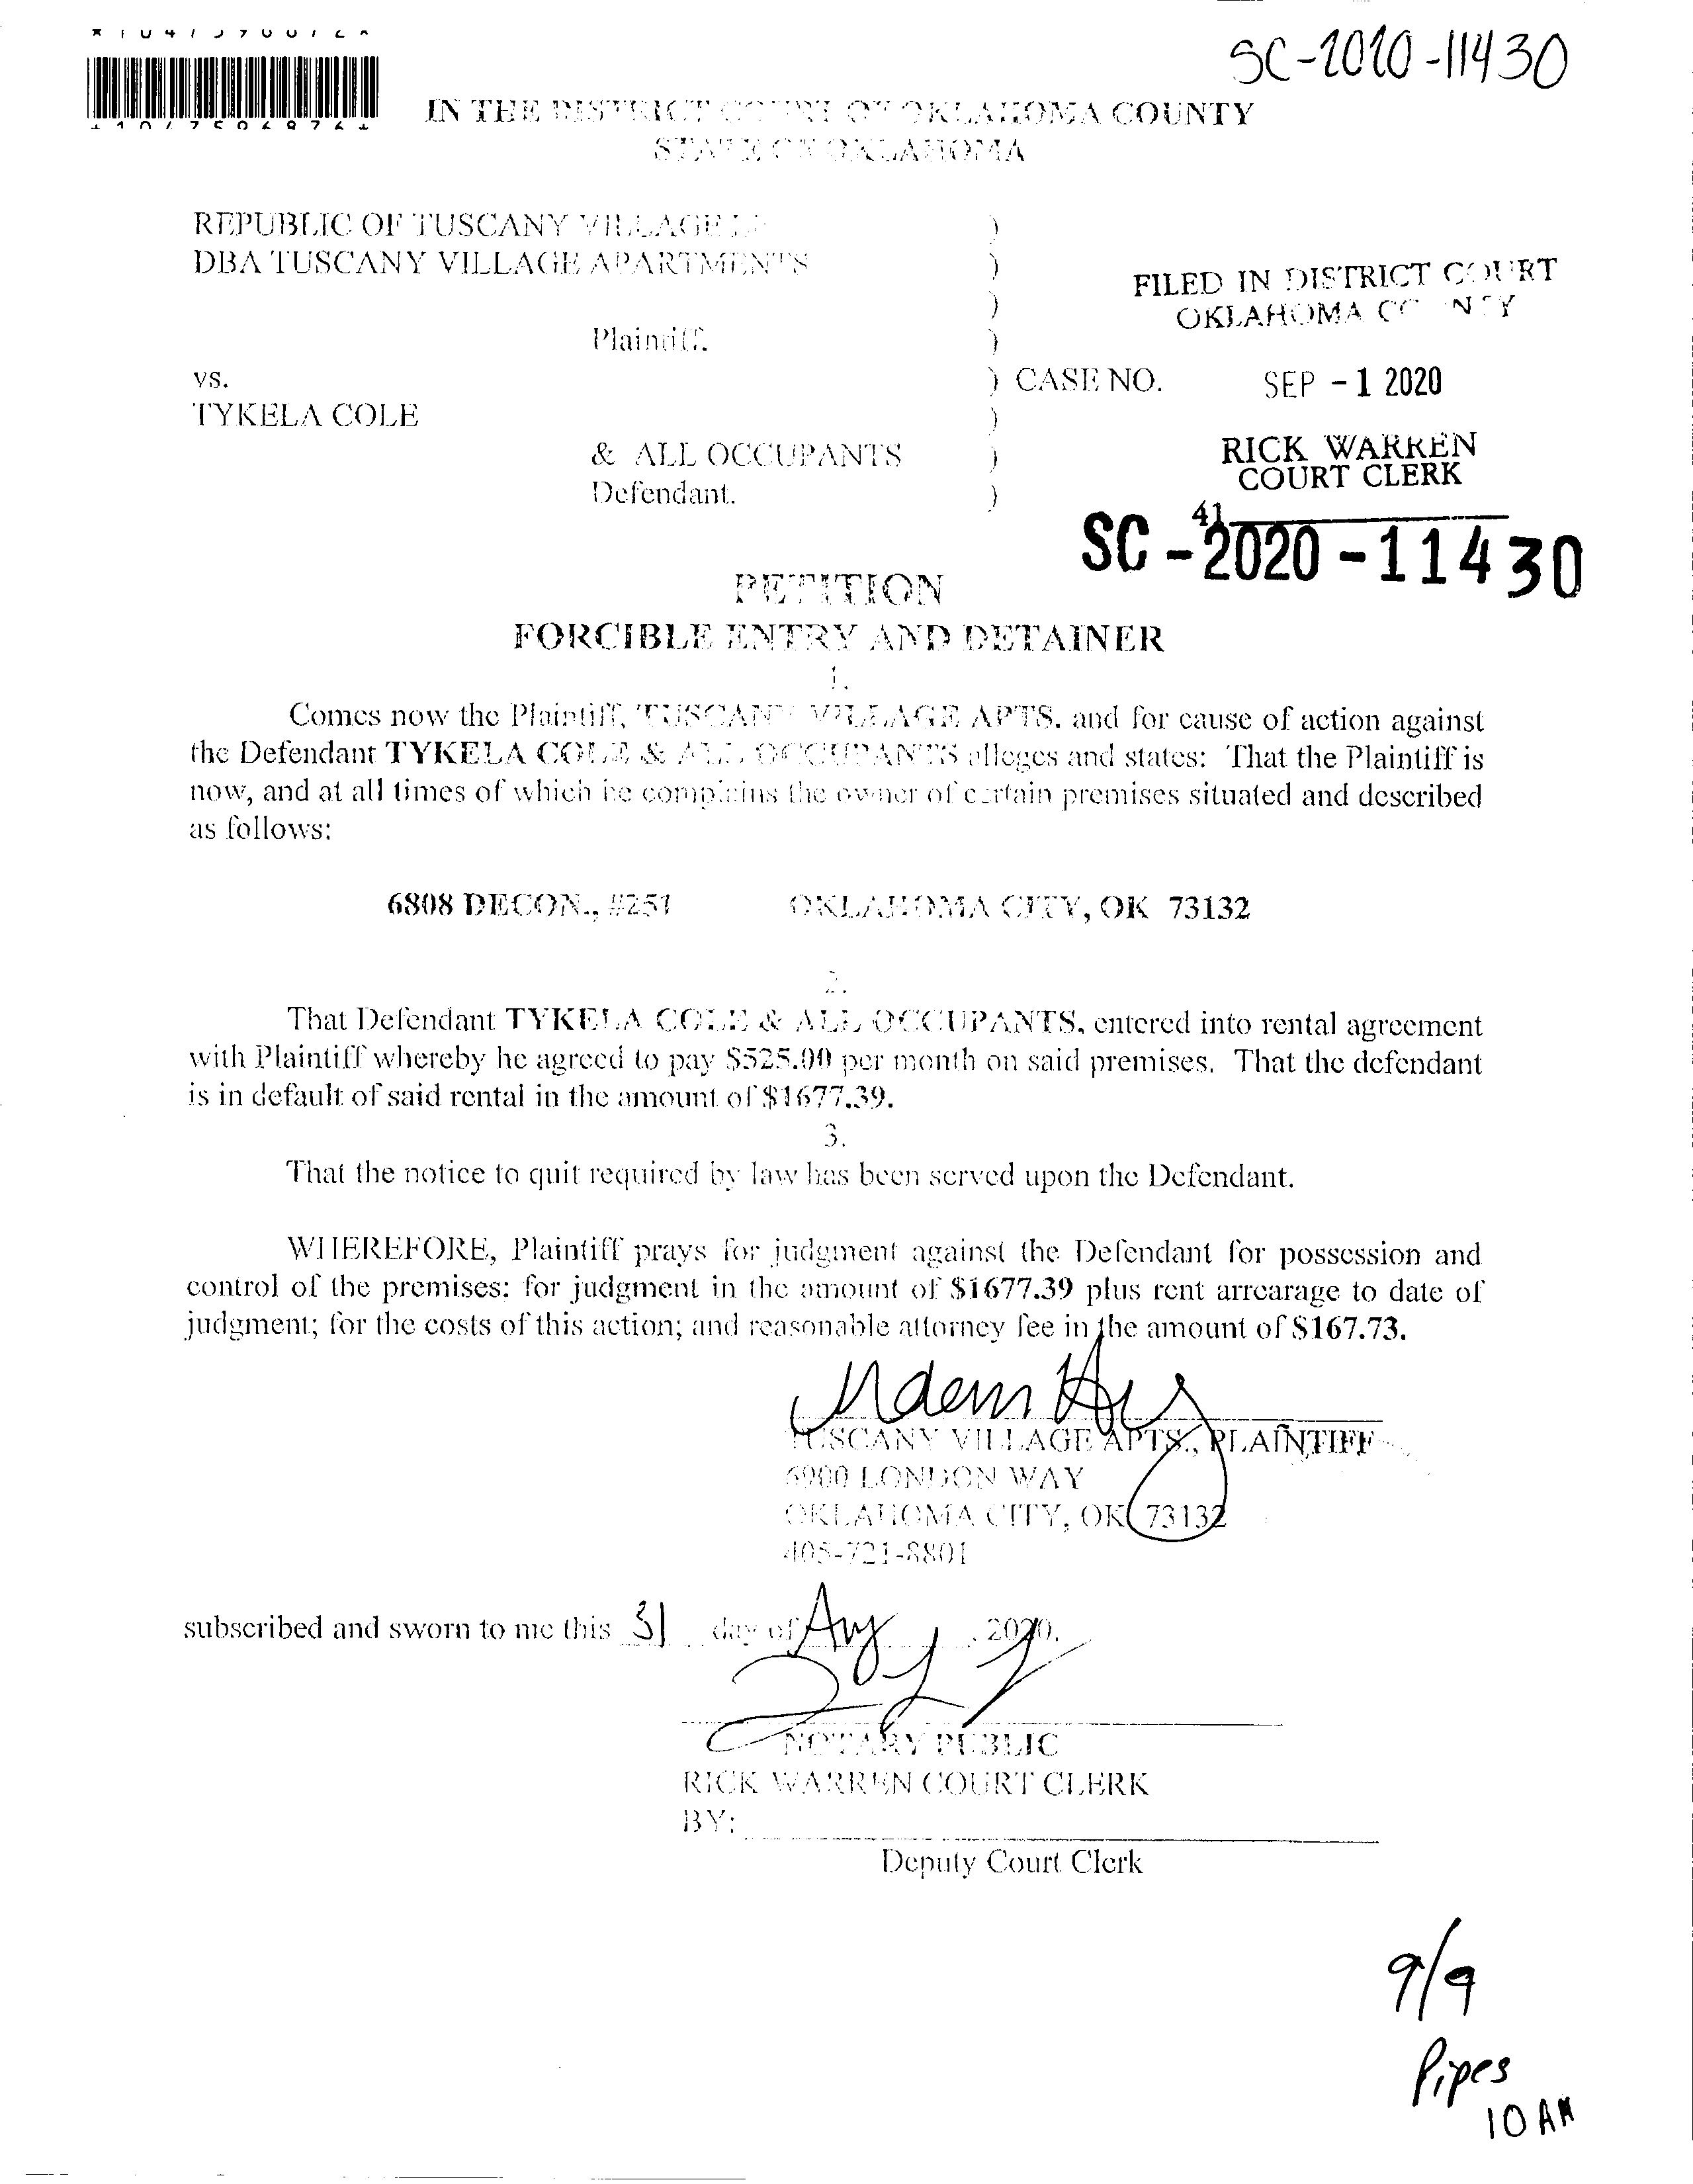 SC-2020-11430
IN THE DISTRICT COURT OF OKLAHOMA COUNTY
STATE OF OKLAHOMA
REPUBLIC OF TUSCANY VILLAGE
DBA TUSCANY VILLAGE APARTMENTS
Plaintiff.
vs.
TYKELA COLE
& ALL OCCUPANTS
Defendant.
)
)
)
)
) CASE NO.
)
)
)
FILED IN DISTRICT COURT
OKLAHOMA COUNTY
SEP - 1 2020
RICK WARREN
COURT CLERK
41
SC - 2020 - 11430
PETITION
FORCIBLE ENTRY AND DETAINER
1.
Comes now the Plaintiff, TUSCANY VILLAGE APTS. and for cause of action against
the Defendant TYKELA COLE & ALL OCCUPANTS alleges and states: That the Plaintiff is
now, and at all times of which he complains the owner of certain premises situated and described
as follows:
6808 DECON., #251 OKLAHOMA CITY, OK 73132
2.
That Defendant TYKELA COLE & ALL OCCUPANTS, entered into rental agreement
with Plaintiff whereby he agreed to pay $525.00 per month on said premises. That the defendant
is in default of said rental in the amount of $1677.39.
3.
That the notice to quit required by law has been served upon the Defendant.
WHEREFORE, Plaintiff prays for judgment against the Defendant for possession and
control of the premises: for judgment in the amount of $1677.39 plus rent arrearage to date of
judgment; for the costs of this action; and reasonable attorney fee in the amount of $167.73.
TUSCANY VILLAGE APTS., PLAINTIFF
6900 LONDON WAY
OKLAHOMA CITY, OK 73132
405-721-8801
subscribed and sworn to me this 31 day of Aug, 2020.
NOTARY PUBLIC
RICK WARREN COURT CLERK
BY:
Deputy Court Clerk
9/9
Pipes
10 AM